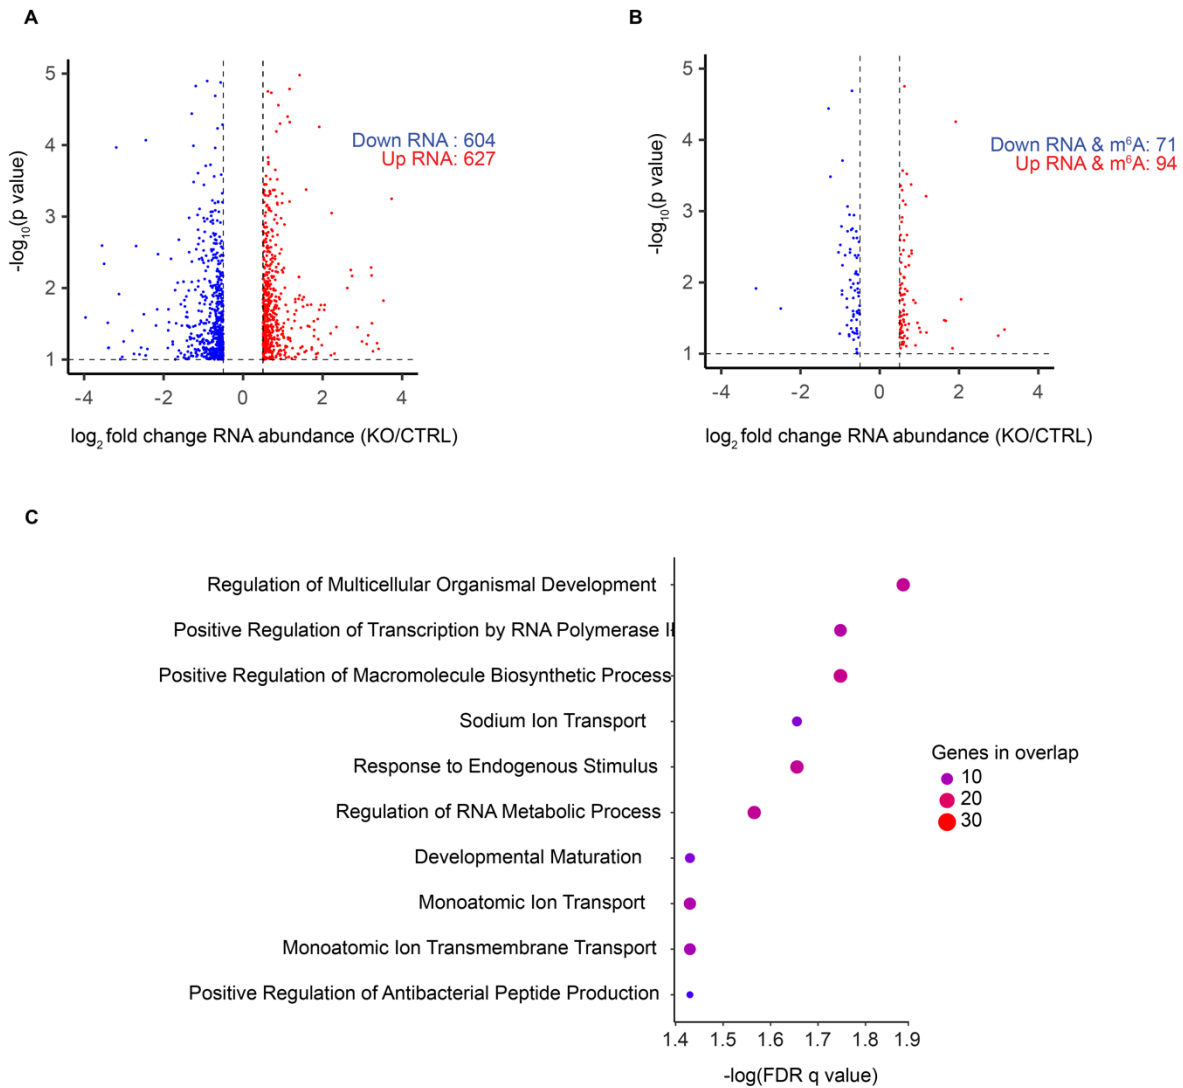 A
B
5
4
3
2
1
-log10(p value)
Down RNA : 604
Up RNA: 627
-4
-2
0
2
4
log2 fold change RNA abundance (KO/CTRL)
5
4
3
2
1
-log10(p value)
Down RNA & m6A: 71
Up RNA & m6A: 94
-4
-2
0
2
4
log2 fold change RNA abundance (KO/CTRL)
C
Regulation of Multicellular Organismal Development
Positive Regulation of Transcription by RNA Polymerase II
Positive Regulation of Macromolecule Biosynthetic Process
Sodium Ion Transport
Response to Endogenous Stimulus
Regulation of RNA Metabolic Process
Developmental Maturation
Monoatomic Ion Transport
Monoatomic Ion Transmembrane Transport
Positive Regulation of Antibacterial Peptide Production
Genes in overlap
10
20
30
1.4
1.5
1.6
1.7
1.8
1.9
-log(FDR q value)